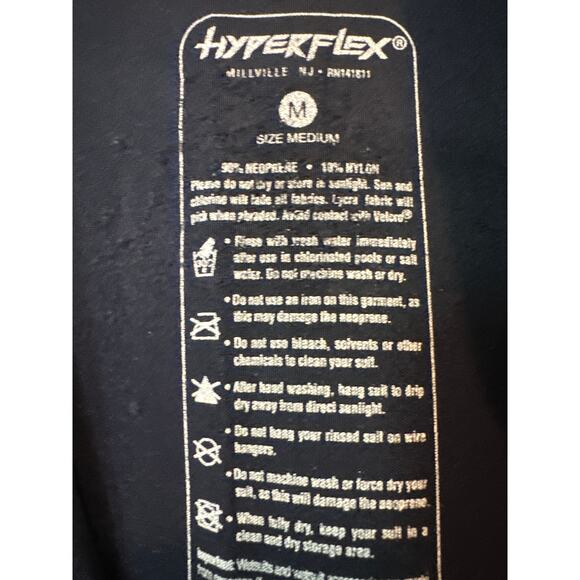 HYPERFLEX®
MILLVILLE NJ • RN141811
M
SIZE MEDIUM
90% NEOPRENE • 10% NYLON
Please do not dry or store in sunlight. Sun and
chlorine will fade all fabrics. Lycra fabric will
pick when abraded. Avoid contact with Velcro®
• Rinse with fresh water immediately
after use in chlorinated pools or salt
water. Do not machine wash or dry.
• Do not use an iron on this garment, as
this may damage the neoprene.
• Do not use bleach, solvents or other
chemicals to clean your suit.
• After hand washing, hang suit to drip
dry away from direct sunlight.
• Do not hang your rinsed suit on wire
hangers.
• Do not machine wash or force dry your
suit, as this will damage the neoprene.
• When fully dry, keep your suit in a
clean and dry storage area.
Important: Wetsuits and wetsuit